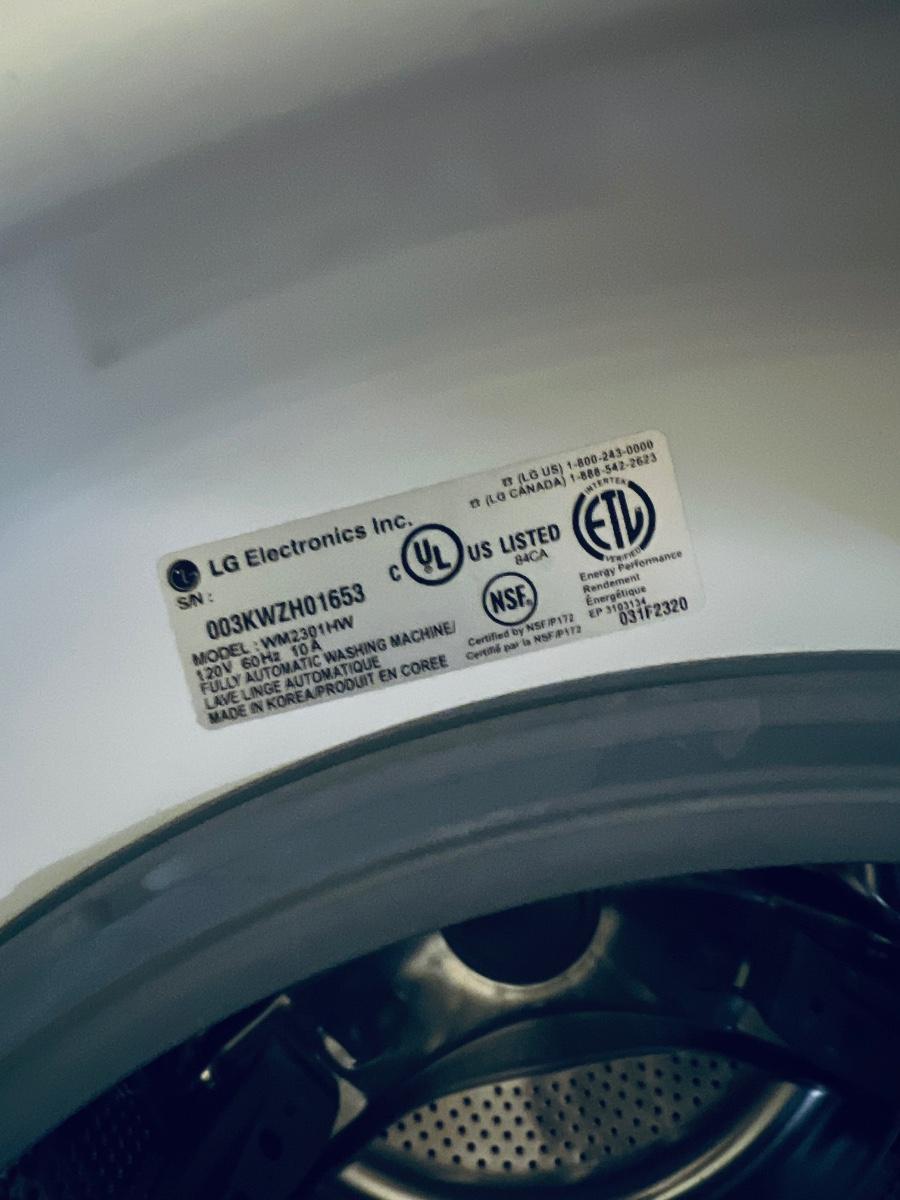 ☎ (LG US) 1-800-243-0000
☎ (LG CANADA) 1-888-542-2623
LG LG Electronics Inc.
S/N :
003KWZH01653
MODEL : WM2301HW
120V 60Hz 10A
FULLY AUTOMATIC WASHING MACHINE/
LAVE LINGE AUTOMATIQUE
MADE IN KOREA/PRODUIT EN COREE
C UL® US LISTED
84CA
NSF®
Certified by NSF/P172
Certifié par la NSF/P172
INTERTEK
ETL
VERIFIED
Energy Performance
Rendement
Énergétique
EP 3103134
031F2320